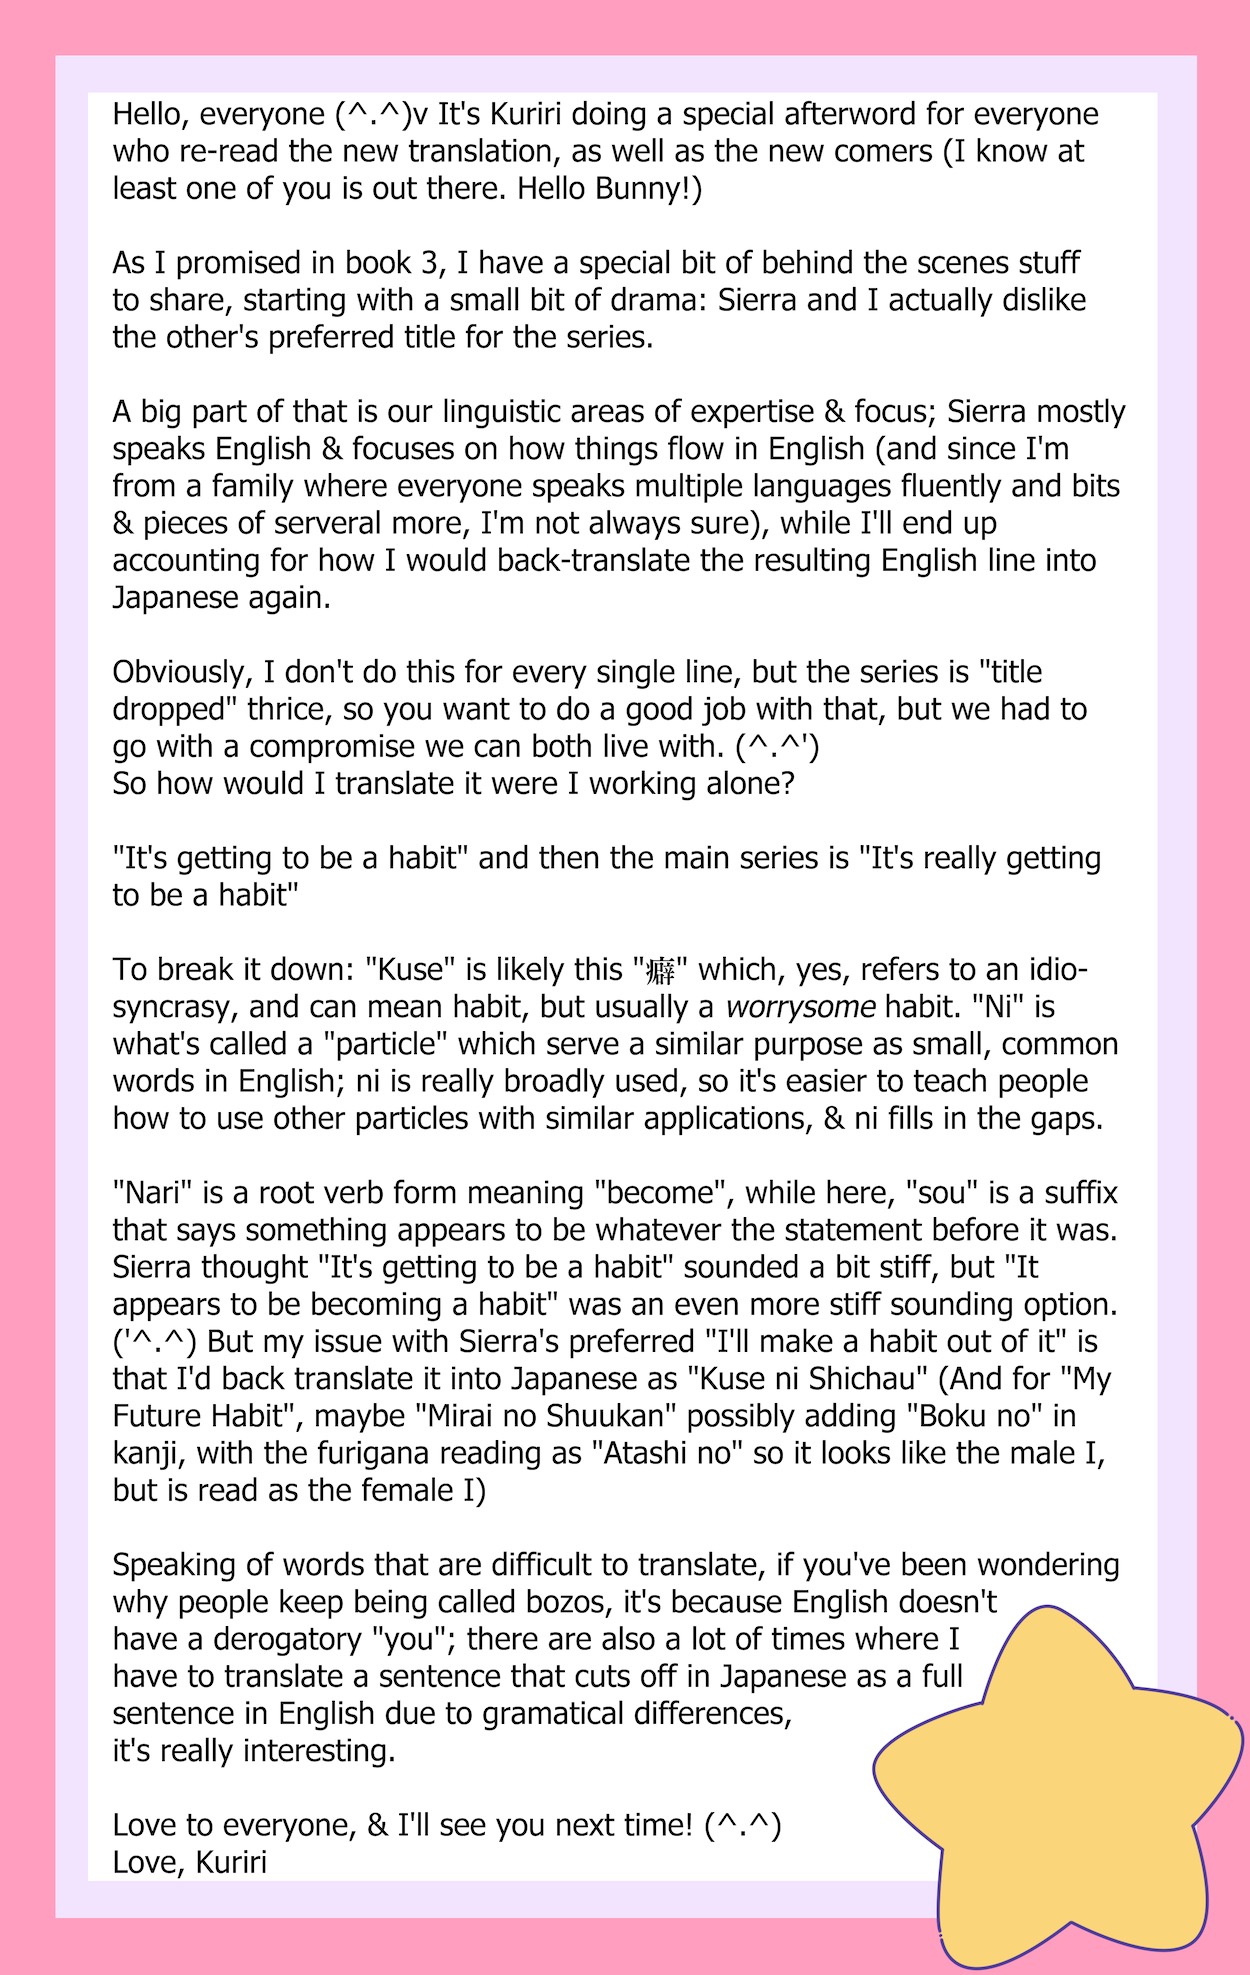 Hello, everyone (^.^)v It's Kuriri doing a special afterword for everyone
who re-read the new translation, as well as the new comers (I know at
least one of you is out there. Hello Bunny!)
As I promised in book 3, I have a special bit of behind the scenes stuff
to share, starting with a small bit of drama: Sierra and I actually dislike
the other's preferred title for the series.
A big part of that is our linguistic areas of expertise & focus; Sierra mostly
speaks English & focuses on how things flow in English (and since I'm
from a family where everyone speaks multiple languages fluently and bits
& pieces of serveral more, I'm not always sure), while I'll end up
accounting for how I would back-translate the resulting English line into
Japanese again.
Obviously, I don't do this for every single line, but the series is "title
dropped" thrice, so you want to do a good job with that, but we had to
go with a compromise we can both live with. (^.^')
So how would I translate it were I working alone?
"It's getting to be a habit" and then the main series is "It's really getting
to be a habit"
To break it down: "Kuse" is likely this "癖" which, yes, refers to an idio-
syncrasy, and can mean habit, but usually a worrysome habit. "Ni" is
what's called a "particle" which serve a similar purpose as small, common
words in English; ni is really broadly used, so it's easier to teach people
how to use other particles with similar applications, & ni fills in the gaps.
"Nari" is a root verb form meaning "become", while here, "sou" is a suffix
that says something appears to be whatever the statement before it was.
Sierra thought "It's getting to be a habit" sounded a bit stiff, but "It
appears to be becoming a habit" was an even more stiff sounding option.
('^.^) But my issue with Sierra's preferred "I'll make a habit out of it" is
that I'd back translate it into Japanese as "Kuse ni Shichau" (And for "My
Future Habit", maybe "Mirai no Shuukan" possibly adding "Boku no" in
kanji, with the furigana reading as "Atashi no" so it looks like the male I,
but is read as the female I)
Speaking of words that are difficult to translate, if you've been wondering
why people keep being called bozos, it's because English doesn't
have a derogatory "you"; there are also a lot of times where I
have to translate a sentence that cuts off in Japanese as a full
sentence in English due to gramatical differences,
it's really interesting.
Love to everyone, & I'll see you next time! (^.^)
Love, Kuriri